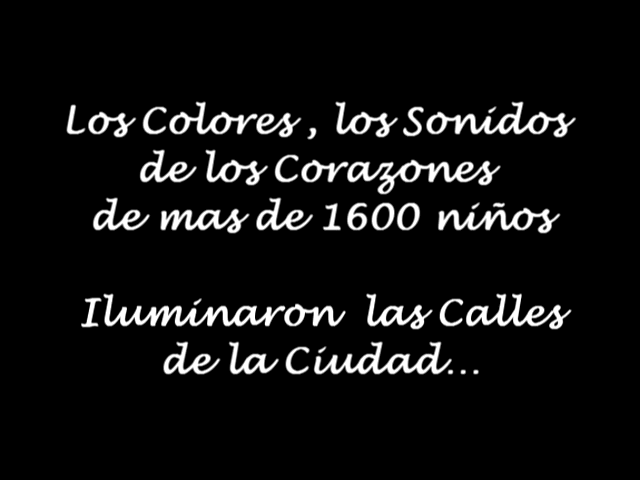 Los Colores , los Sonidos
de los Corazones
de mas de 1600 niños
Iluminaron las Calles
de la Ciudad...